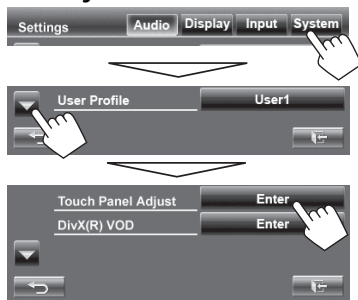 Settings Audio Display Input System
User Profile User1
Touch Panel Adjust Enter
DivX(R) VOD Enter